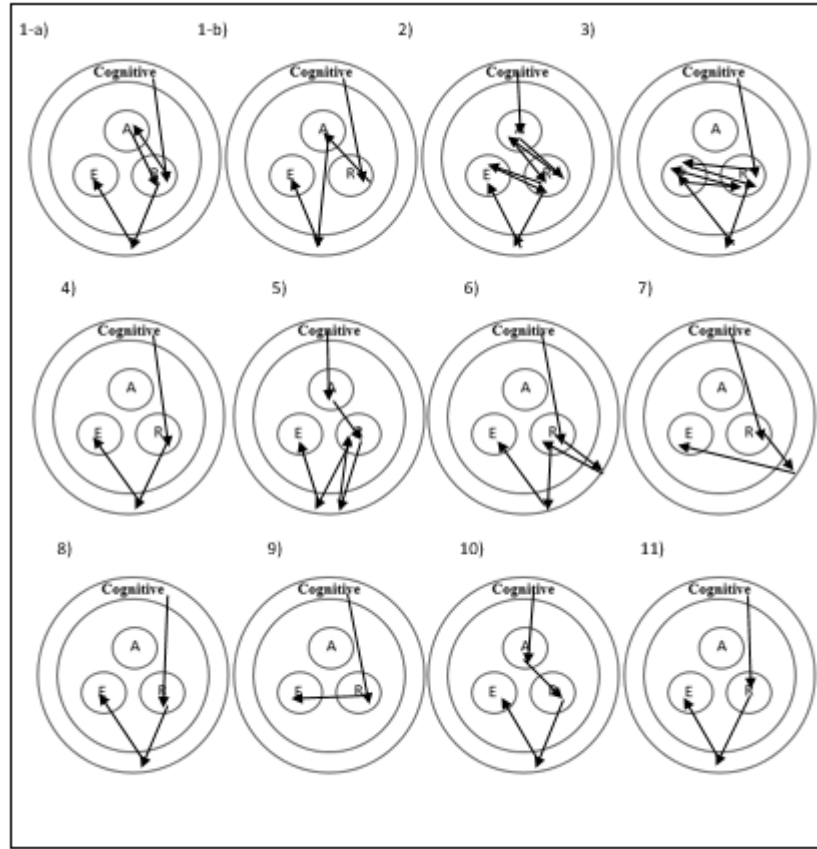 1-a) 1-b) 2) 3)
Cognitive Cognitive Cognitive Cognitive
A A A
E R E R E R
4) 5) 6) 7)
Cognitive Cognitive Cognitive Cognitive
A A A A
E R E E R E R
8) 9) 10) 11)
Cognitive Cognitive Cognitive Cognitive
A A A A
E R E R E E R